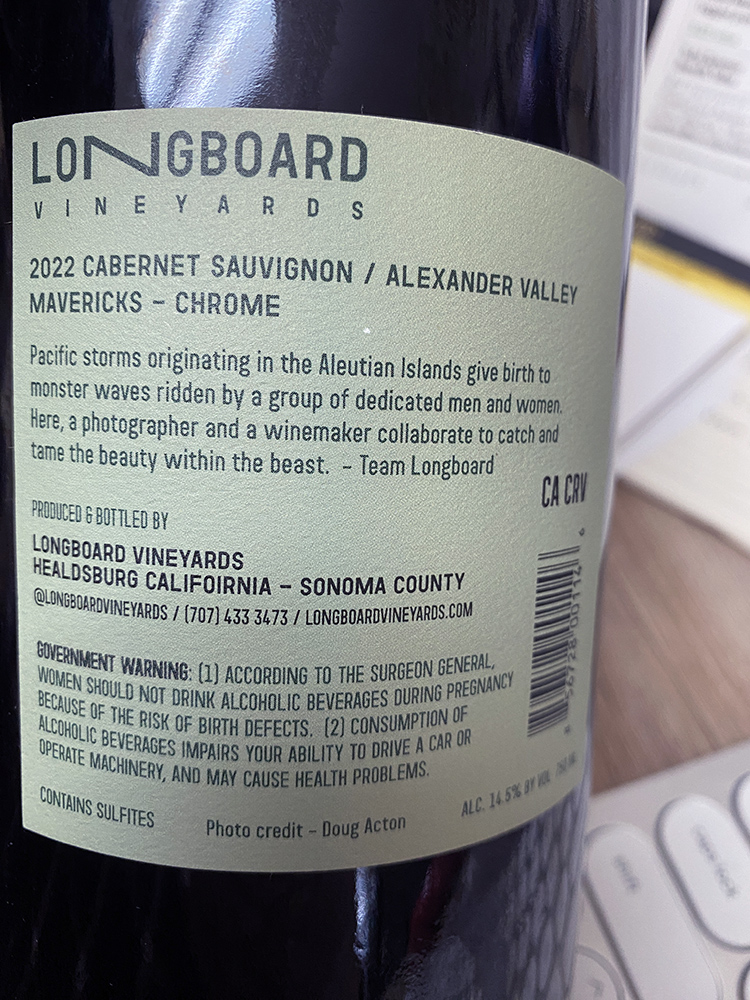 LONGBOARD
VINEYARDS
2022 CABERNET SAUVIGNON / ALEXANDER VALLEY
MAVERICKS – CHROME
Pacific storms originating in the Aleutian Islands give birth to
monster waves ridden by a group of dedicated men and women.
Here, a photographer and a winemaker collaborate to catch and
tame the beauty within the beast. – Team Longboard
CA CRV
PRODUCED & BOTTLED BY
LONGBOARD VINEYARDS
HEALDSBURG CALIFOIRNIA – SONOMA COUNTY
@LONGBOARDVINEYARDS / (707) 433 3473 / LONGBOARDVINEYARDS.COM
GOVERNMENT WARNING: (1) ACCORDING TO THE SURGEON GENERAL,
WOMEN SHOULD NOT DRINK ALCOHOLIC BEVERAGES DURING PREGNANCY
BECAUSE OF THE RISK OF BIRTH DEFECTS. (2) CONSUMPTION OF
ALCOHOLIC BEVERAGES IMPAIRS YOUR ABILITY TO DRIVE A CAR OR
OPERATE MACHINERY, AND MAY CAUSE HEALTH PROBLEMS.
CONTAINS SULFITES
Photo credit – Doug Acton
ALC. 14.5% BY VOL